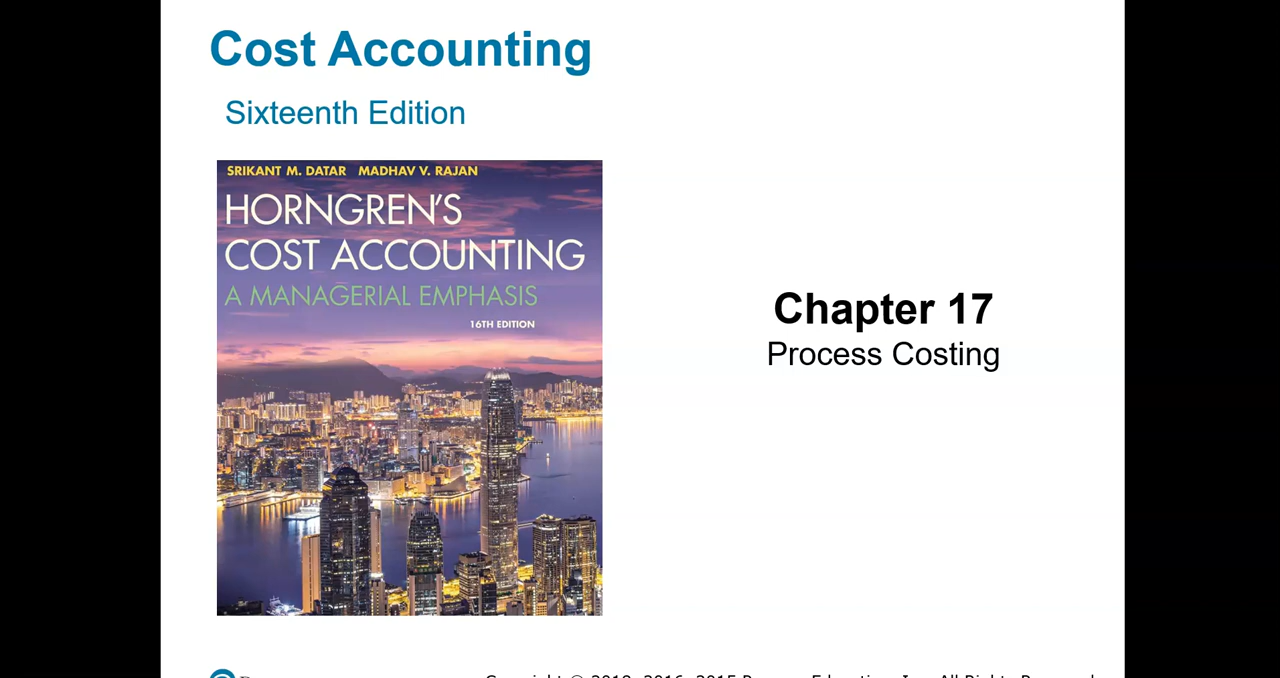 Cost Accounting
Sixteenth Edition
SRIKANT M. DATAR MADHAV V. RAJAN
HORNGREN'S
COST ACCOUNTING
A MANAGERIAL EMPHASIS
16TH EDITION
Chapter 17
Process Costing